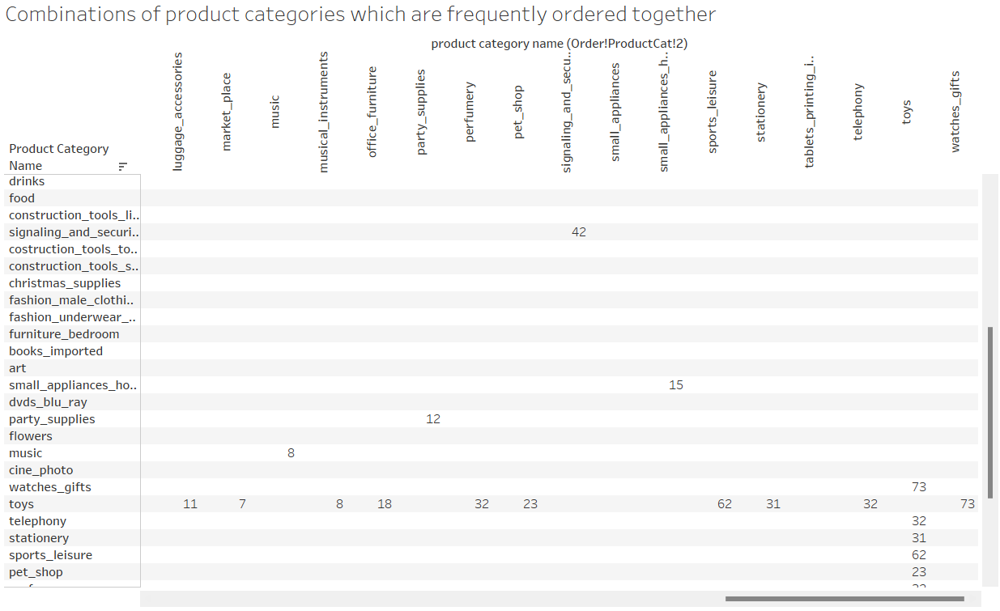 Combinations of product categories which are frequently ordered together
product category name (Order!ProductCat!2)
Product Category
Name
luggage_accessories
market_place
music
musical_instruments
office_furniture
party_supplies
perfumery
pet_shop
signaling_and_secu..
small_appliances
small_appliances_h..
sports_leisure
stationery
tablets_printing_i..
telephony
toys
watches_gifts
drinks
food
construction_tools_li..
signaling_and_securi.. 42
costruction_tools_to..
construction_tools_s..
christmas_supplies
fashion_male_clothi..
fashion_underwear_..
furniture_bedroom
books_imported
art
small_appliances_ho.. 15
dvds_blu_ray
party_supplies 12
flowers
music 8
cine_photo
watches_gifts 73
toys 11 7 8 18 32 23 62 31 32 73
telephony 32
stationery 31
sports_leisure 62
pet_shop 23